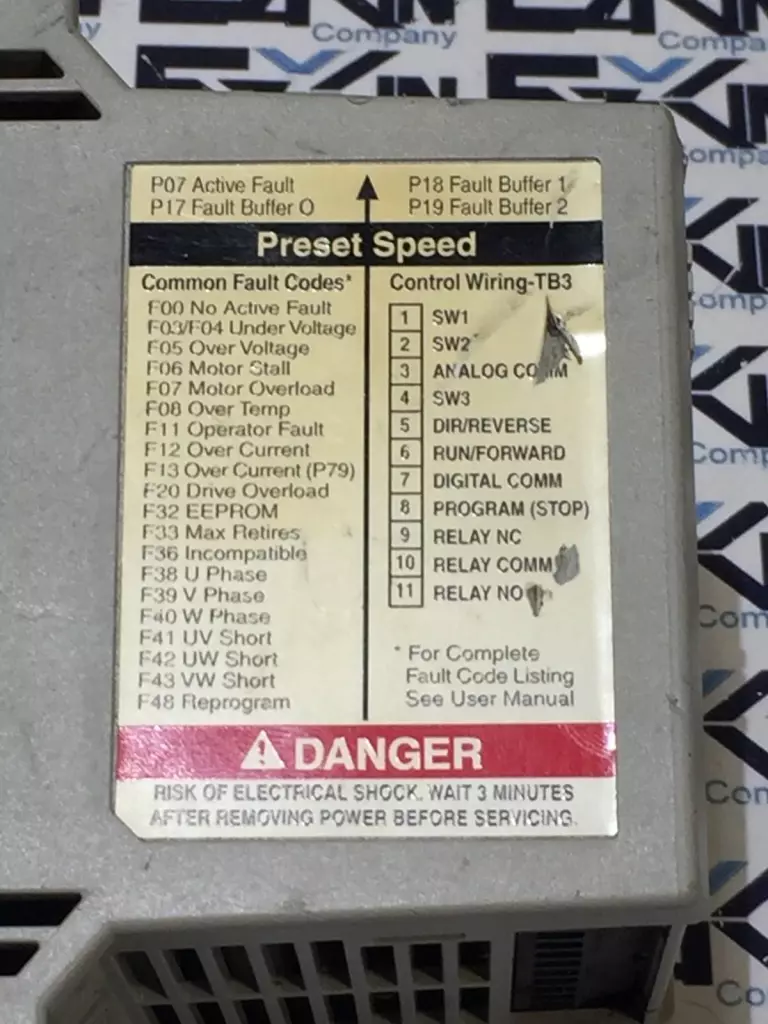 P07 Active Fault
P17 Fault Buffer O
P18 Fault Buffer 1
P19 Fault Buffer 2
Preset Speed
Common Fault Codes*
F00 No Active Fault
F03/F04 Under Voltage
F05 Over Voltage
F06 Motor Stall
F07 Motor Overload
F08 Over Temp
F11 Operator Fault
F12 Over Current
F13 Over Current (P79)
F20 Drive Overload
F32 EEPROM
F33 Max Retires
F36 Incompatible
F38 U Phase
F39 V Phase
F40 W Phase
F41 UV Short
F42 UW Short
F43 VW Short
F48 Reprogram
Control Wiring-TB3
1 SW1
2 SW2
3 ANALOG COMM
4 SW3
5 DIR/REVERSE
6 RUN/FORWARD
7 DIGITAL COMM
8 PROGRAM (STOP)
9 RELAY NC
10 RELAY COMM
11 RELAY NO
* For Complete
Fault Code Listing
See User Manual
DANGER
RISK OF ELECTRICAL SHOCK. WAIT 3 MINUTES
AFTER REMOVING POWER BEFORE SERVICING.
Company
Company
Company